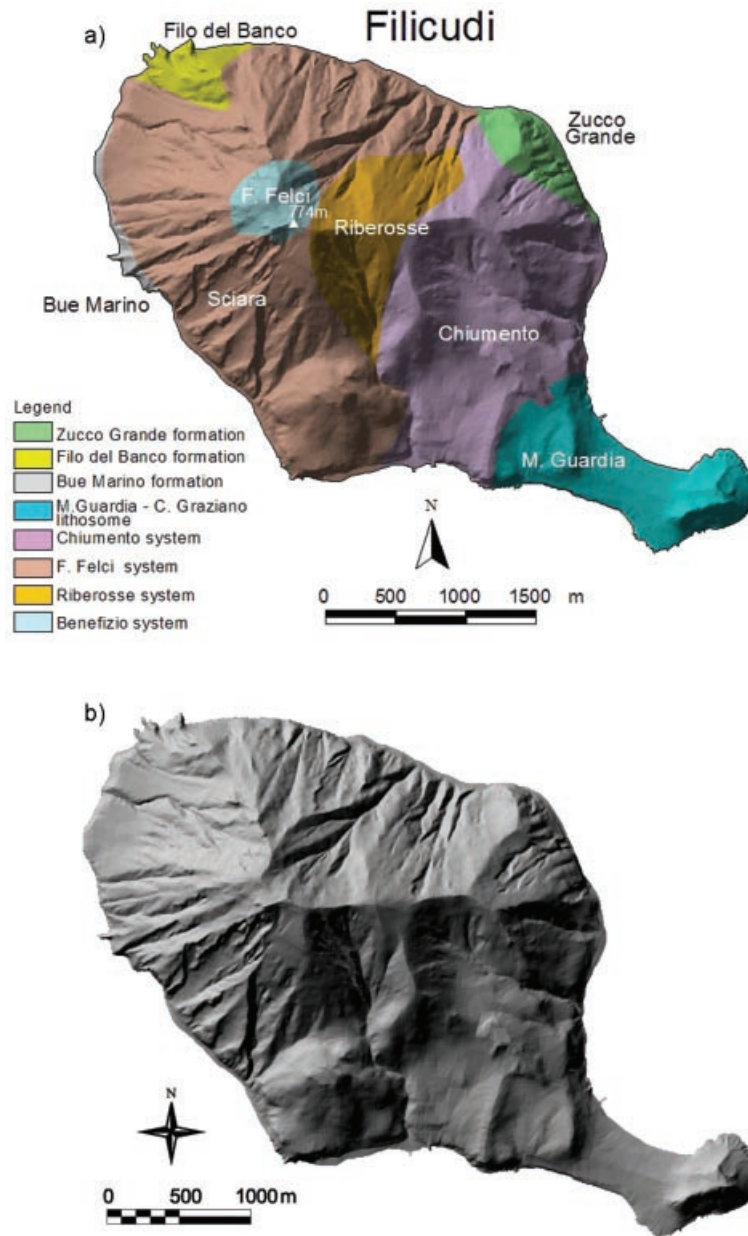 a)
Filo del Banco
Filicudi
Zucco
Grande
F. Felci
774m
Riberosse
Bue Marino
Sciara
Chiumento
M. Guardia
Legend
Zucco Grande formation
Filo del Banco formation
Bue Marino formation
M.Guardia - C. Graziano
lithosome
Chiumento system
F. Felci system
Riberosse system
Benefizio system
N
0 500 1000 1500 m
b)
N
0 500 1000m